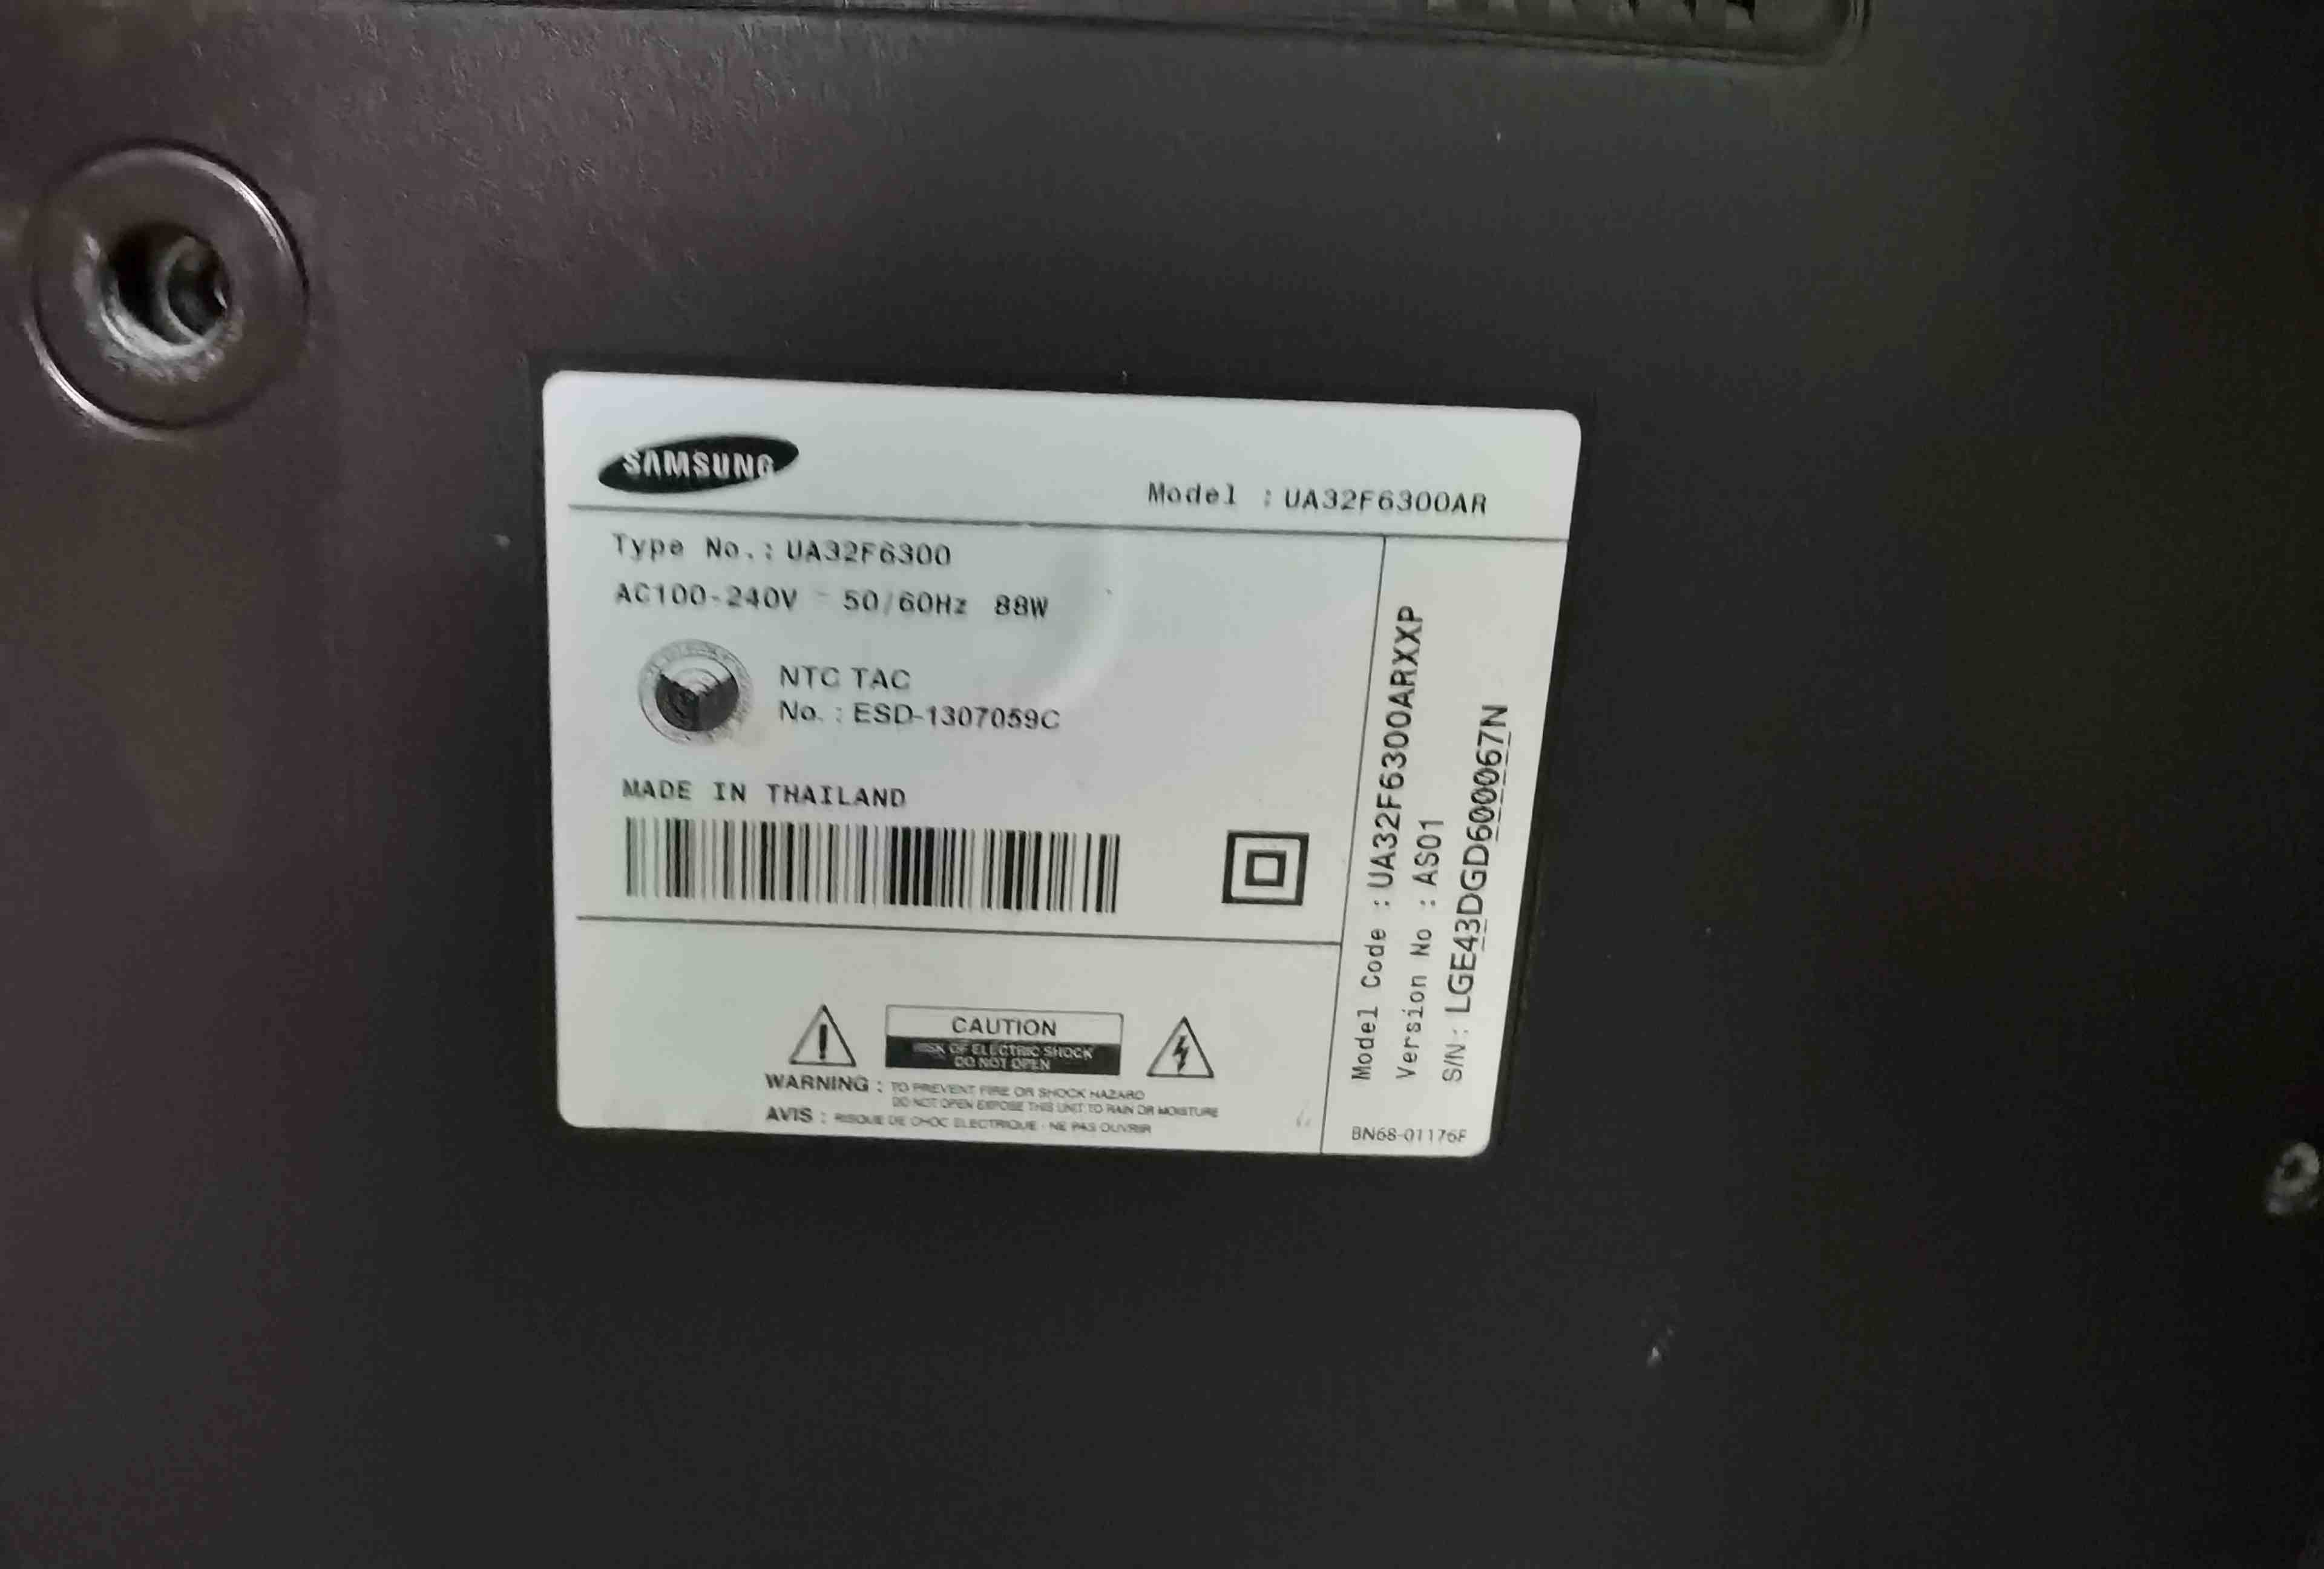 SAMSUNG
Model : UA32F6300AR
Type No.: UA32F6300
AC100-240V ~ 50/60Hz 88W
NTC TAC
No. : ESD-1307059C
MADE IN THAILAND
CAUTION
RISK OF ELECTRIC SHOCK
DO NOT OPEN
WARNING : TO PREVENT FIRE OR SHOCK HAZARD
DO NOT OPEN EXPOSE THIS UNIT TO RAIN OR MOISTURE
AVIS : RISQUE DE CHOC ELECTRIQUE - NE PAS OUVRIR
Model Code : UA32F6300ARXXP
Version No : AS01
S/N: LGE43DGD600067N
BN68-01176F